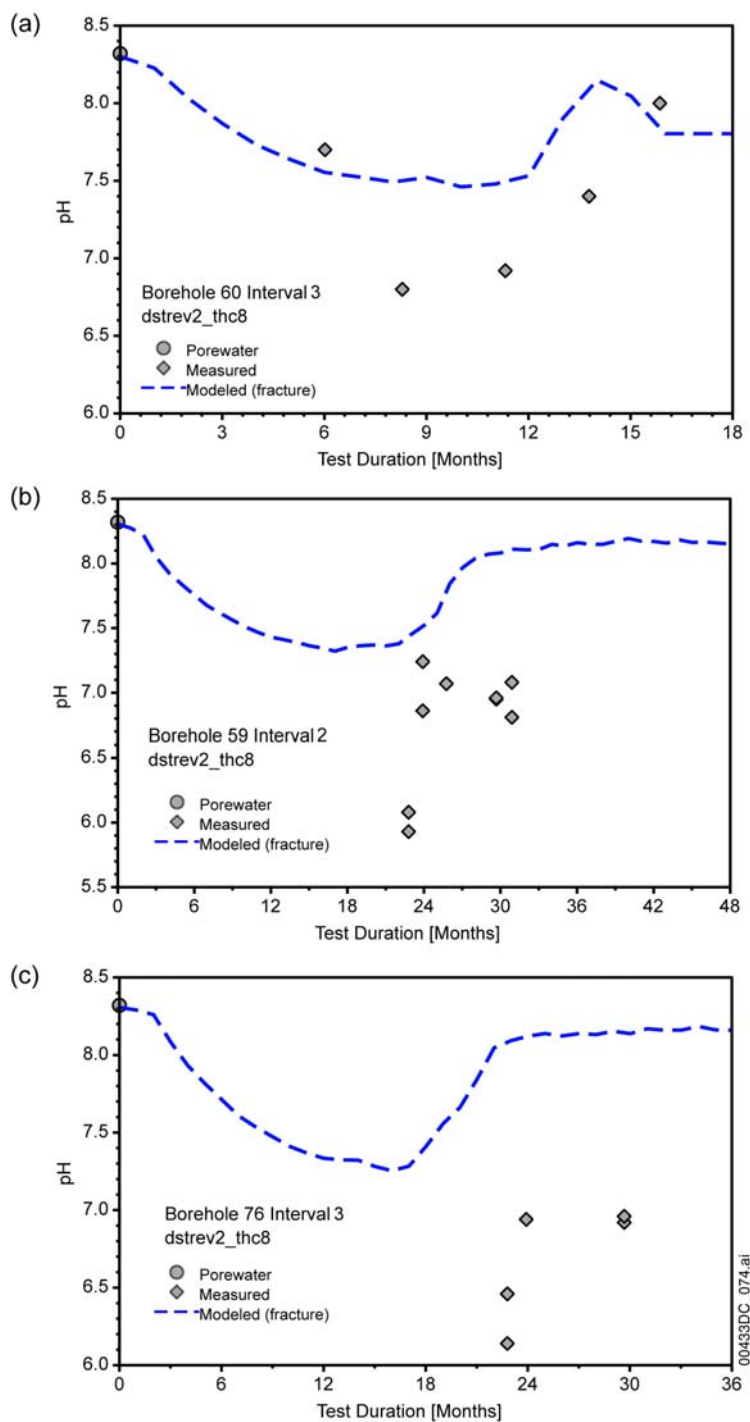 (a)
8.5
8.0
7.5
7.0
6.5
6.0
pH
Borehole 60 Interval 3
dstrev2_thc8
Porewater
Measured
Modeled (fracture)
0 3 6 9 12 15 18
Test Duration [Months]
(b)
8.5
8.0
7.5
7.0
6.5
6.0
5.5
pH
Borehole 59 Interval 2
dstrev2_thc8
Porewater
Measured
Modeled (fracture)
0 6 12 18 24 30 36 42 48
Test Duration [Months]
(c)
8.5
8.0
7.5
7.0
6.5
6.0
pH
Borehole 76 Interval 3
dstrev2_thc8
Porewater
Measured
Modeled (fracture)
0 6 12 18 24 30 36
Test Duration [Months]
00433DC_074.ai